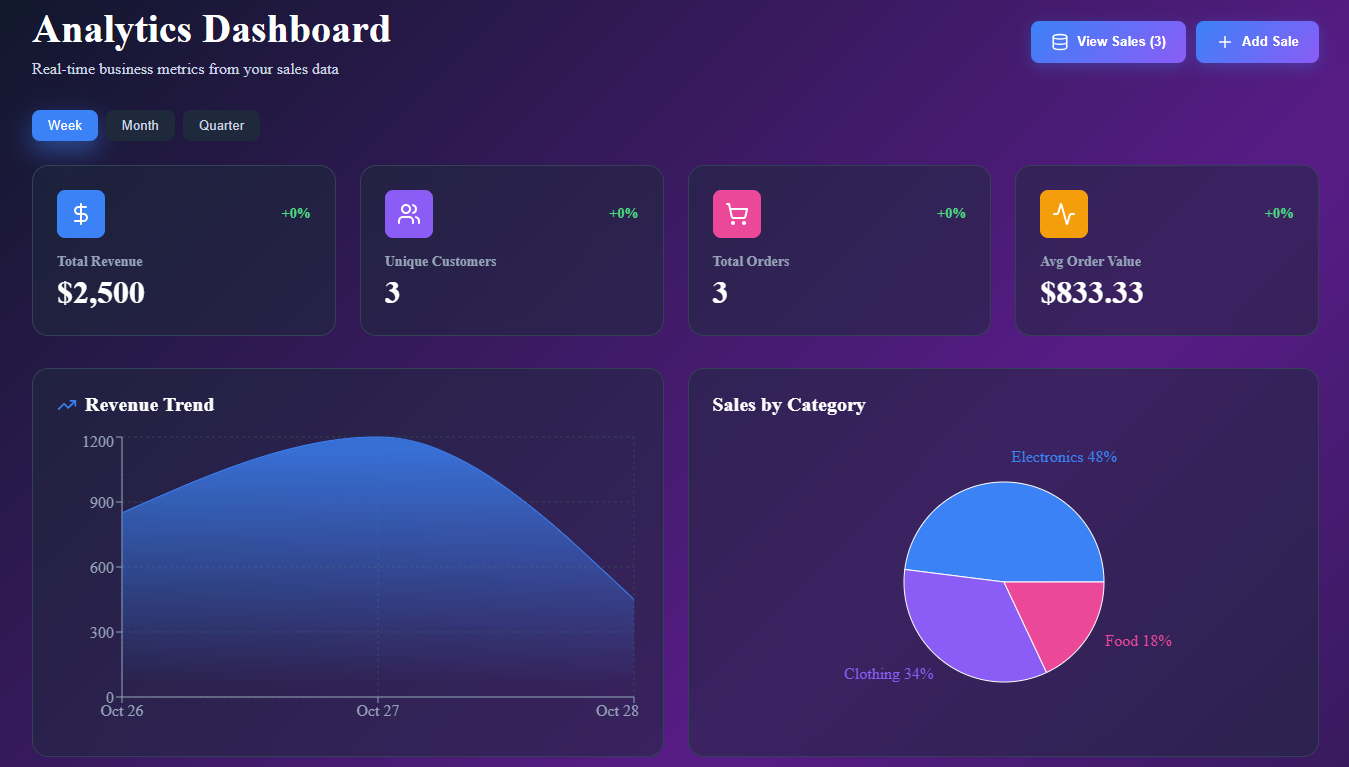 Analytics Dashboard
Real-time business metrics from your sales data
View Sales (3)
Add Sale
Week
Month
Quarter
+0%
Total Revenue
$2,500
+0%
Unique Customers
3
+0%
Total Orders
3
+0%
Avg Order Value
$833.33
Revenue Trend
1200
900
600
300
0
Oct 26
Oct 27
Oct 28
Sales by Category
Electronics 48%
Food 18%
Clothing 34%